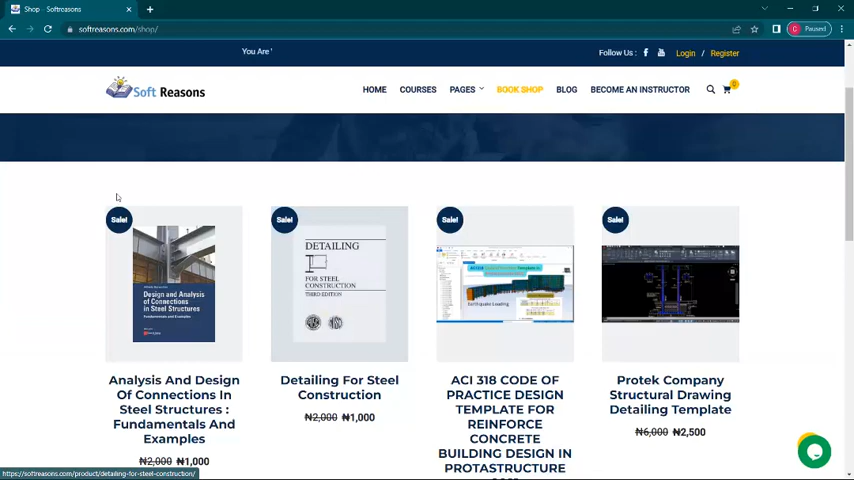 Shop - Softreasons
Paused
softreasons.com/shop/
You Are '
Follow Us :
Login / Register
Soft Reasons
HOME
COURSES
PAGES
BOOK SHOP
BLOG
BECOME AN INSTRUCTOR
0
Sale!
Design and Analysis
of Connections
in Steel Structures
Fundamentals and Examples
Sale!
DETAILING
FOR STEEL
CONSTRUCTION
THIRD EDITION
Sale!
Earthquake Loading
Sale!
Analysis And Design
Of Connections In
Steel Structures :
Fundamentals And
Examples
₦2,000 ₦1,000
Detailing For Steel
Construction
₦2,000 ₦1,000
ACI 318 CODE OF
PRACTICE DESIGN
TEMPLATE FOR
REINFORCE
CONCRETE
BUILDING DESIGN IN
PROTASTRUCTURE
Protek Company
Structural Drawing
Detailing Template
₦6,000 ₦2,500
https://softreasons.com/product/detailing-for-steel-construction/